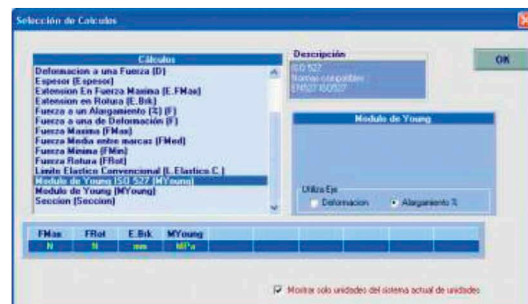 Selección de Calculos
Cálculos
Deformacion a una Fuerza (D)
Espesor (Espesor)
Extension En Fuerza Maxima (E.FMax)
Extension en Rotura (E.Brk)
Fuerza a un Alargamiento (%) (F)
Fuerza a una de Deformación (F)
Fuerza Maxima (FMax)
Fuerza Media entre marcas (FMed)
Fuerza Minima (FMin)
Fuerza Rotura (FRot)
Limite Elastico Convencional (L.Elastico C.)
Modulo de Young ISO 527 (MYoung)
Modulo de Young (MYoung)
Seccion (Seccion)
Descripción
ISO 527
Normas compatibles
EN527 ISO527
OK
Modulo de Young
Utiliza Eje
Deformacion
Alargamiento %
FMax FRot E.Brk MYoung
N N mm MPa
Mostrar solo unidades del sistema actual de unidades